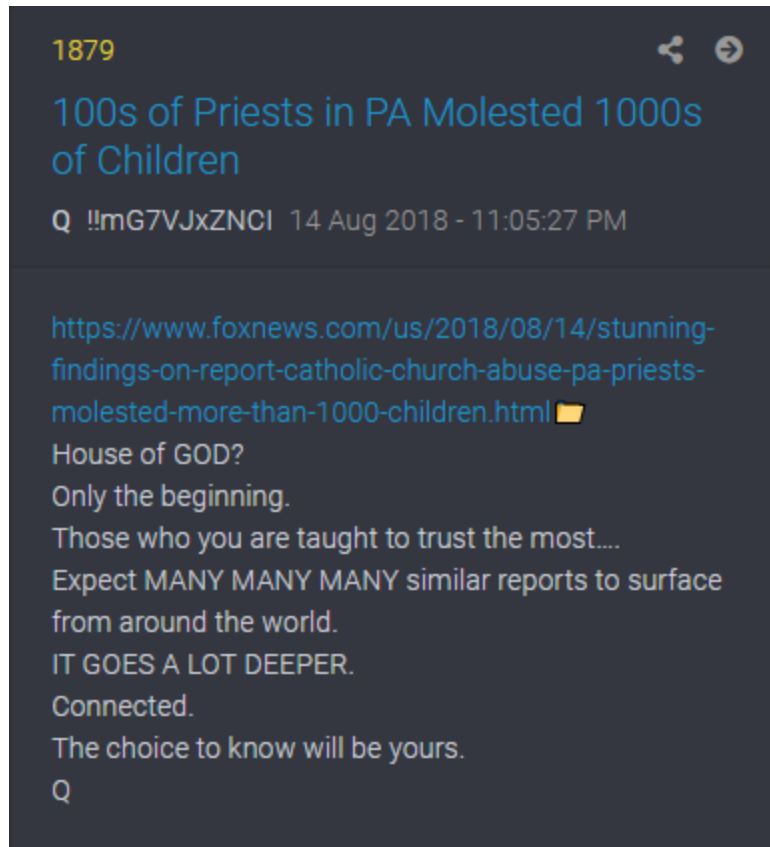 1879
100s of Priests in PA Molested 1000s
of Children
Q !!mG7VJxZNCI 14 Aug 2018 - 11:05:27 PM
https://www.foxnews.com/us/2018/08/14/stunning-
findings-on-report-catholic-church-abuse-pa-priests-
molested-more-than-1000-children.html
House of GOD?
Only the beginning.
Those who you are taught to trust the most....
Expect MANY MANY MANY similar reports to surface
from around the world.
IT GOES A LOT DEEPER.
Connected.
The choice to know will be yours.
Q